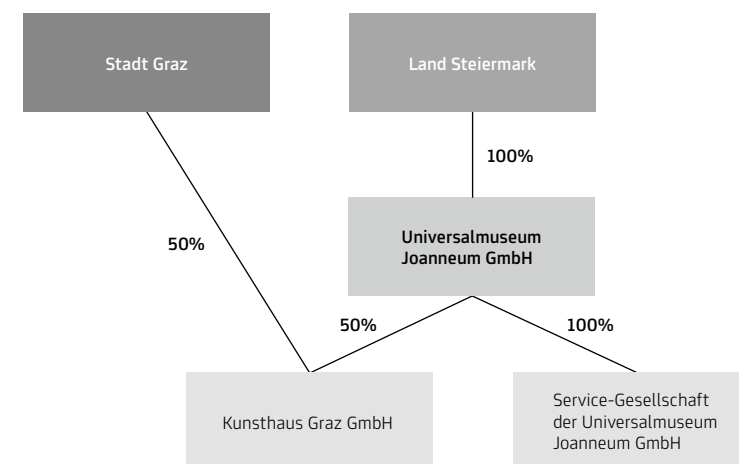 Stadt Graz
Land Steiermark
100%
Universalmuseum
Joanneum GmbH
50%
50%
100%
Kunsthaus Graz GmbH
Service-Gesellschaft
der Universalmuseum
Joanneum GmbH